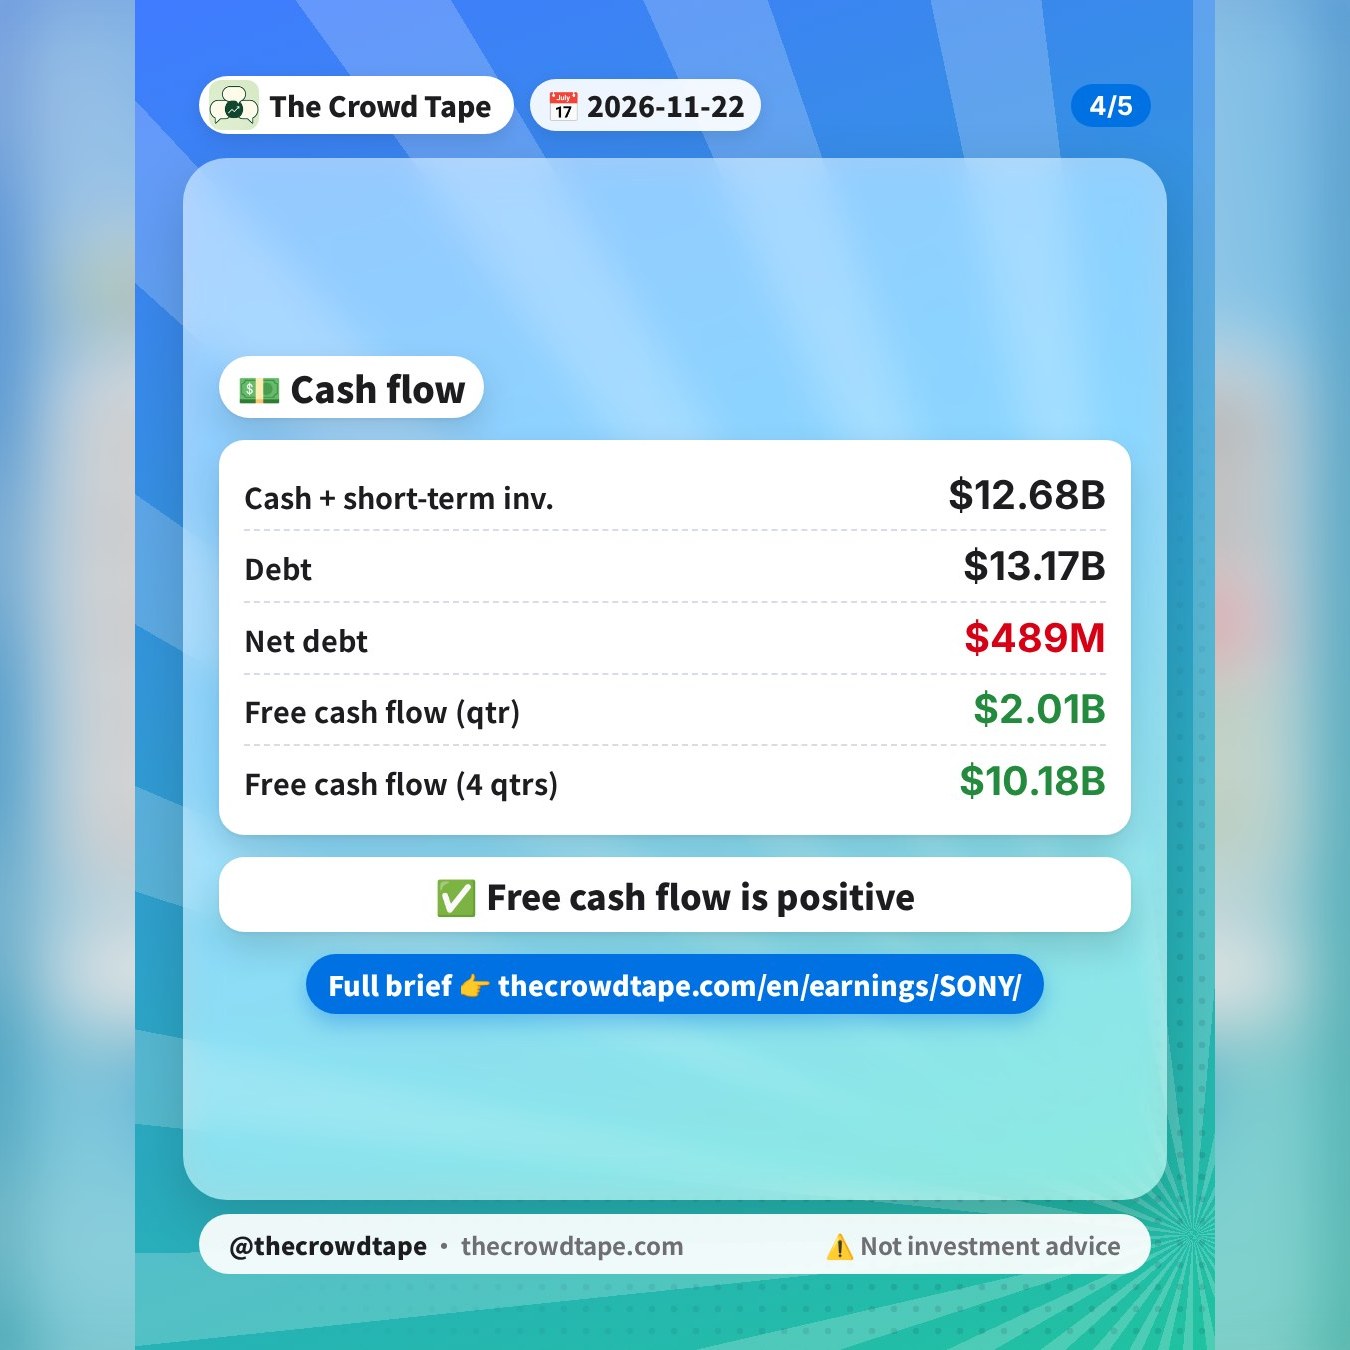 The Crowd Tape
📅 2026-11-22
4/5
💵 Cash flow
Cash + short-term inv. $12.68B
Debt $13.17B
Net debt $489M
Free cash flow (qtr) $2.01B
Free cash flow (4 qtrs) $10.18B
✅ Free cash flow is positive
Full brief 👉 thecrowdtape.com/en/earnings/SONY/
@thecrowdtape • thecrowdtape.com ⚠️ Not investment advice